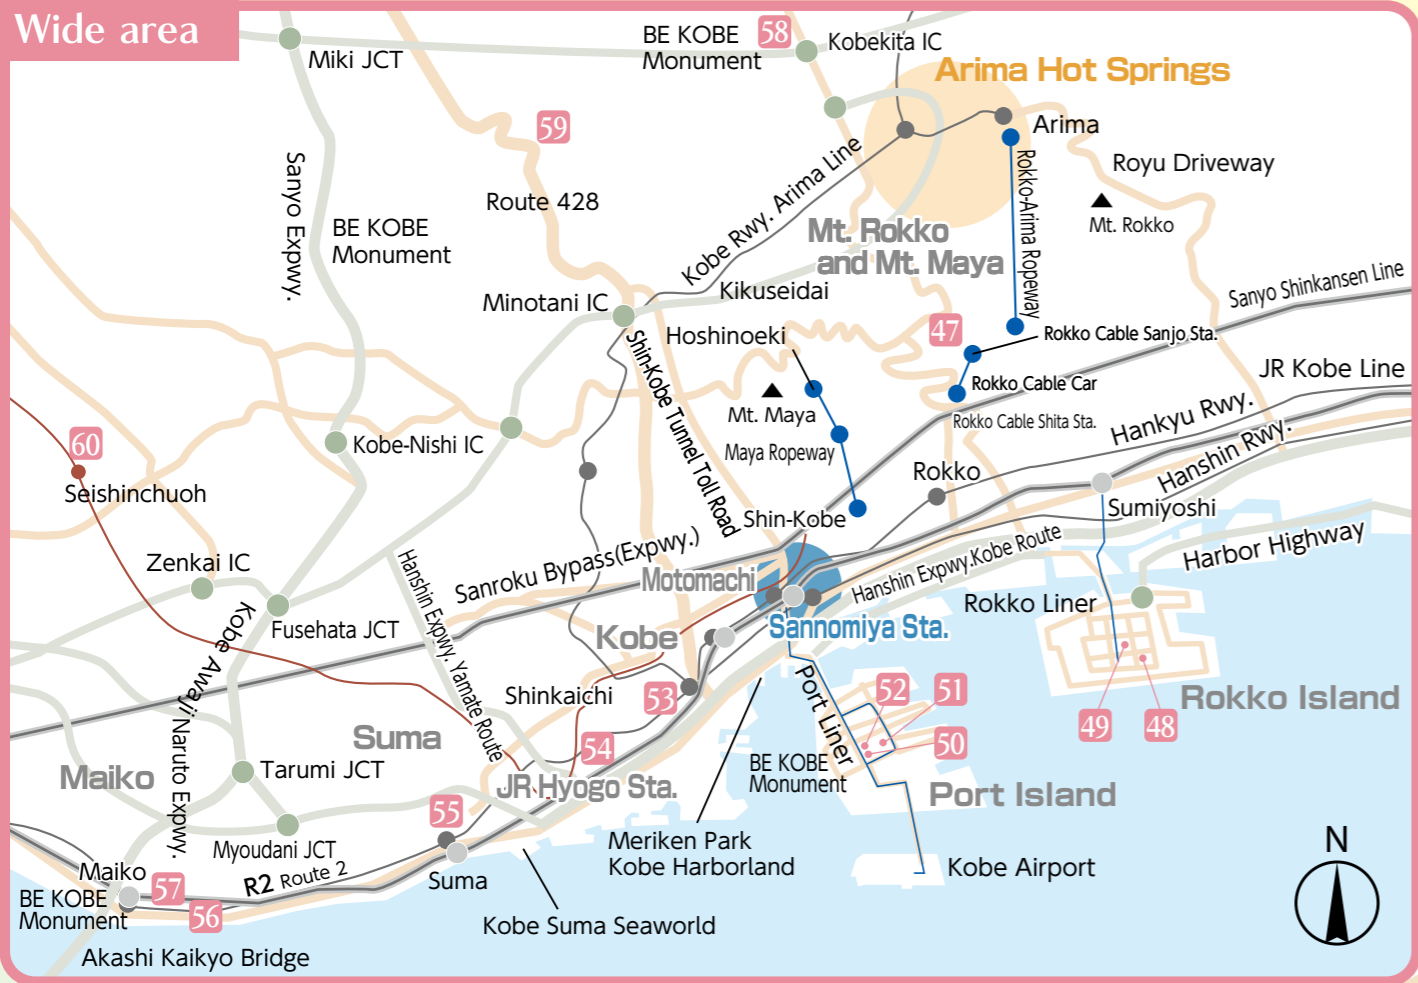 Wide area
BE KOBE
Monument
58
Kobekita IC
Miki JCT
Arima Hot Springs
59
Arima
Sanyo Expwy.
Route 428
Kobe Rwy. Arima Line
Rokko-Arima Ropeway
Royu Driveway
Mt. Rokko
BE KOBE
Monument
Mt. Rokko
and Mt. Maya
Minotani IC
Kikuseidai
Sanyo Shinkansen Line
Hoshinoeki
47
Rokko Cable Sanjo Sta.
Shin-Kobe Tunnel Toll Road
JR Kobe Line
Rokko Cable Car
Mt. Maya
Rokko Cable Shita Sta.
Hankyu Rwy.
60
Kobe-Nishi IC
Maya Ropeway
Hanshin Rwy.
Rokko
Seishinchuoh
Shin-Kobe
Sumiyoshi
Sanroku Bypass(Expwy.)
Harbor Highway
Zenkai IC
Hanshin Expwy. Yamate Route
Motomachi
Hanshin Expwy.Kobe Route
Rokko Liner
Kobe Awaji Naruto Expwy.
Fusehata JCT
Kobe
Sannomiya Sta.
Shinkaichi
53
Port Liner
52
51
Rokko Island
49
48
Suma
54
50
Maiko
Tarumi JCT
JR Hyogo Sta.
BE KOBE
Monument
Port Island
55
Myoudani JCT
Meriken Park
Kobe Harborland
Kobe Airport
N
Maiko
R2 Route 2
Suma
57
BE KOBE
Monument
56
Kobe Suma Seaworld
Akashi Kaikyo Bridge